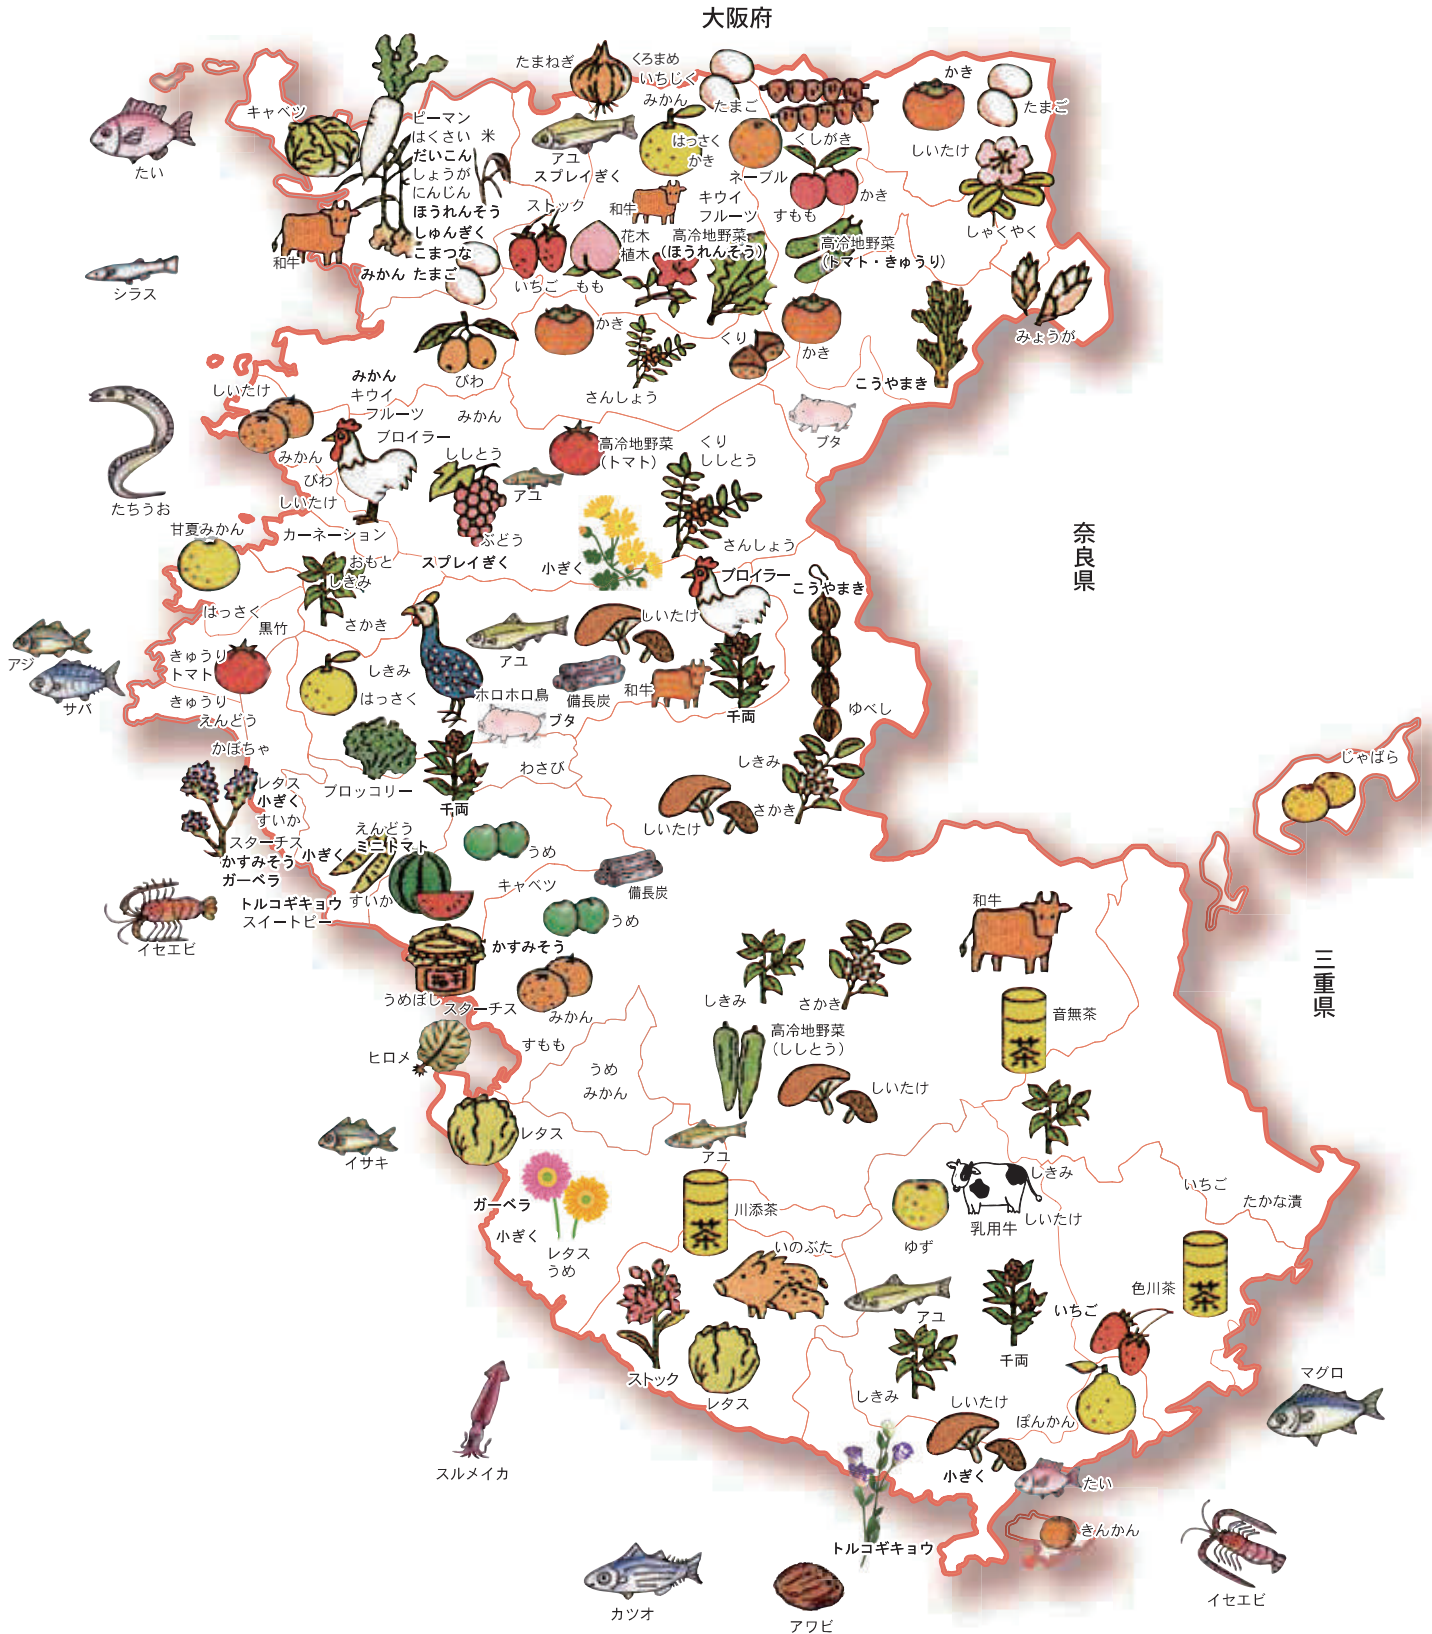 大阪府
たまねぎ
くろまめ
いちじく
みかん
たまご
かき
たまご
キャベツ
ピーマン
はくさい 米
だいこん
しょうが
にんじん
ほうれんそう
しゅんぎく
こまつな
みかん たまご
和牛
たい
アユ
スプレイぎく
はっさく
かき
ネーブル
くしがき
しいたけ
ストック
和牛
キウイ
フルーツ
すもも
かき
しゃくやく
花木
植木
高冷地野菜
(ほうれんそう)
高冷地野菜
(トマト・きゅうり)
いちご
もも
シラス
みょうが
かき
くり
かき
びわ
さんしょう
こうやまき
しいたけ
みかん
キウイ
フルーツ
みかん
ブタ
ブロイラー
みかん
びわ
しいたけ
ししとう
高冷地野菜
(トマト)
くり
ししとう
アユ
たちうお
甘夏みかん
カーネーション
ぶどう
さんしょう
奈良県
おもと
しきみ
スプレイぎく
小ぎく
ブロイラー
こうやまき
はっさく
黒竹
さかき
しいたけ
アジ
サバ
きゅうり
トマト
しきみ
アユ
はっさく
ホロホロ鳥
備長炭
和牛
千両
ゆべし
きゅうり
えんどう
ブタ
かぼちゃ
わさび
しきみ
じゃばら
レタス
小ぎく
すいか
ブロッコリー
千両
しいたけ
さかき
スターチス
かすみそう
ガーベラ
小ぎく
えんどう
ミニトマト
うめ
トルコギキョウ
スイートピー
すいか
キャベツ
備長炭
うめ
イセエビ
かすみそう
和牛
三重県
うめぼし
スターチス
みかん
しきみ
さかき
音無茶
ヒロメ
すもも
うめ
みかん
高冷地野菜
(ししとう)
しいたけ
イサキ
レタス
アユ
しきみ
いちご
たかな漬
ガーベラ
川添茶
小ぎく
レタス
うめ
いのぶた
ゆず
乳用牛
しいたけ
色川茶
アユ
いちご
千両
ストック
レタス
しきみ
しいたけ
ぽんかん
マグロ
スルメイカ
小ぎく
たい
きんかん
トルコギキョウ
カツオ
アワビ
イセエビ